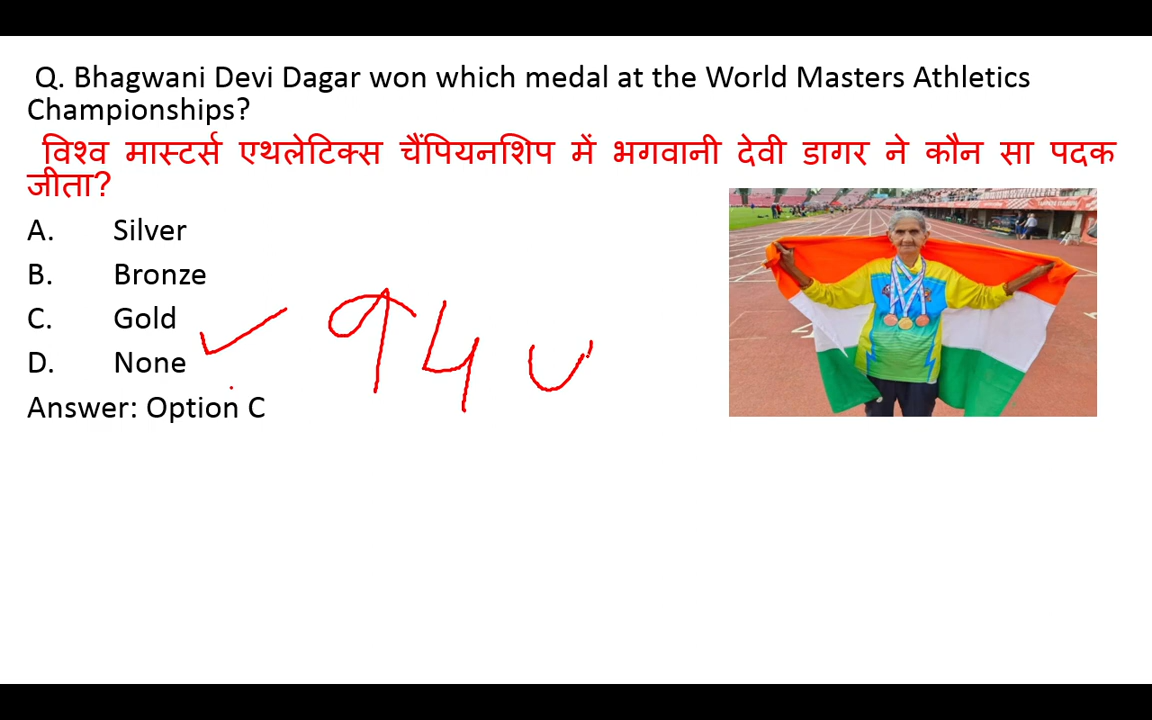 Q. Bhagwani Devi Dagar won which medal at the World Masters Athletics
Championships?
विश्व मास्टर्स एथलेटिक्स चैंपियनशिप में भगवानी देवी डागर ने कौन सा पदक
जीता?
A. Silver
B. Bronze
C. Gold
D. None
94
Answer: Option C